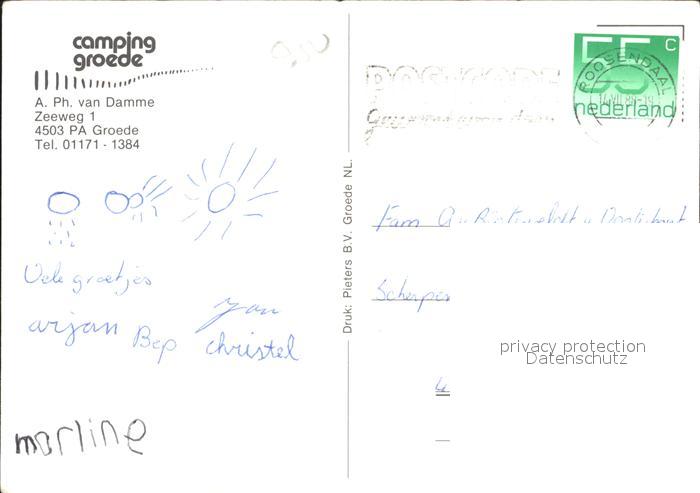 camping
groede
A. Ph. van Damme
Zeeweg 1
4503 PA Groede
Tel. 01171 - 1384
Vele groetjes
Jan
arjan Bep christel
marline
Druk: Pieters B.V. Groede NL.
POSTCODE
55 c
nederland
ROOSENDAAL
Fam
privacy protection
Datenschutz